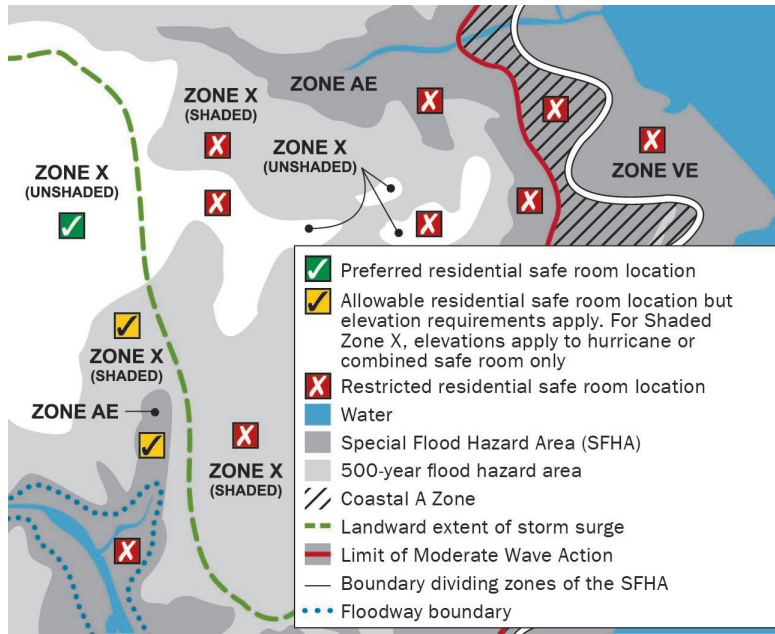 ZONE AE
ZONE X
(SHADED)
ZONE X
(UNSHADED)
ZONE VE
ZONE X
(UNSHADED)
ZONE X
(SHADED)
ZONE AE
ZONE X
(SHADED)
Preferred residential safe room location
Allowable residential safe room location but
elevation requirements apply. For Shaded
Zone X, elevations apply to hurricane or
combined safe room only
Restricted residential safe room location
Water
Special Flood Hazard Area (SFHA)
500-year flood hazard area
Coastal A Zone
Landward extent of storm surge
Limit of Moderate Wave Action
Boundary dividing zones of the SFHA
Floodway boundary